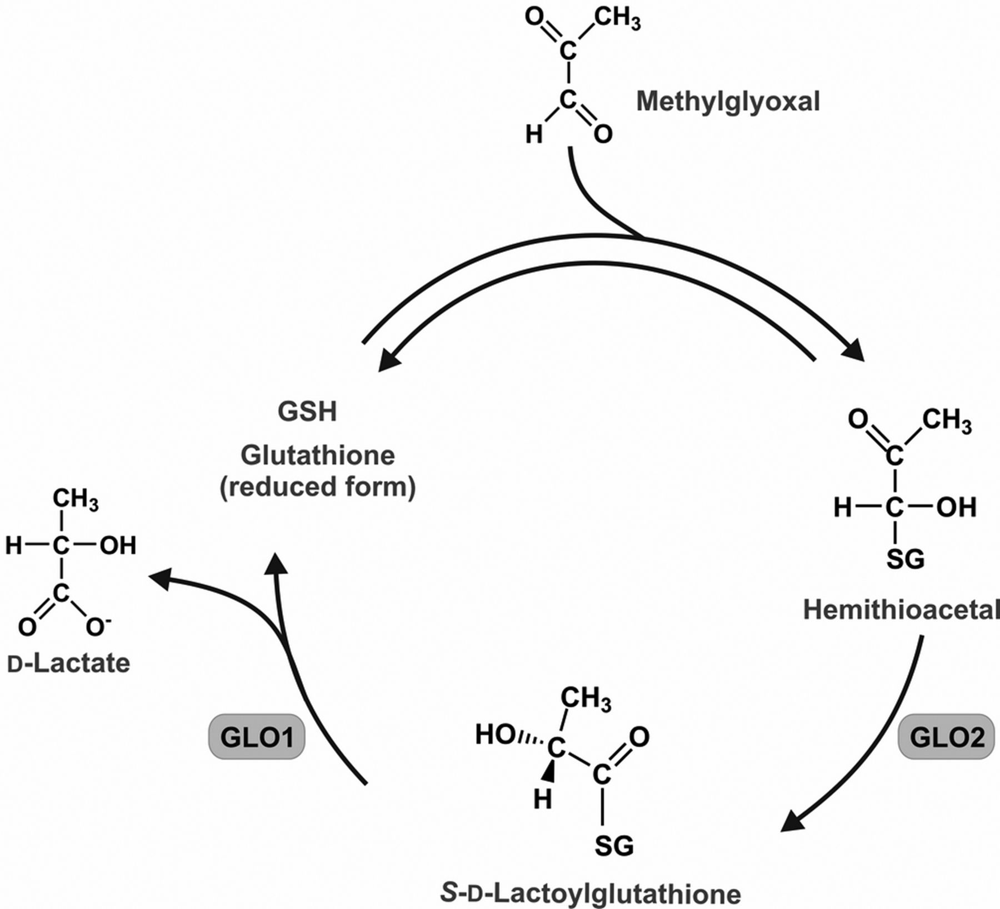 O CH3
C
C
H O
Methylglyoxal
GSH
Glutathione
(reduced form)
O CH3
C
H C OH
SG
Hemithioacetal
CH3
H C OH
C
O O-
D-Lactate
GLO1
GLO2
CH3
HO C O
H C
SG
S-D-Lactoylglutathione